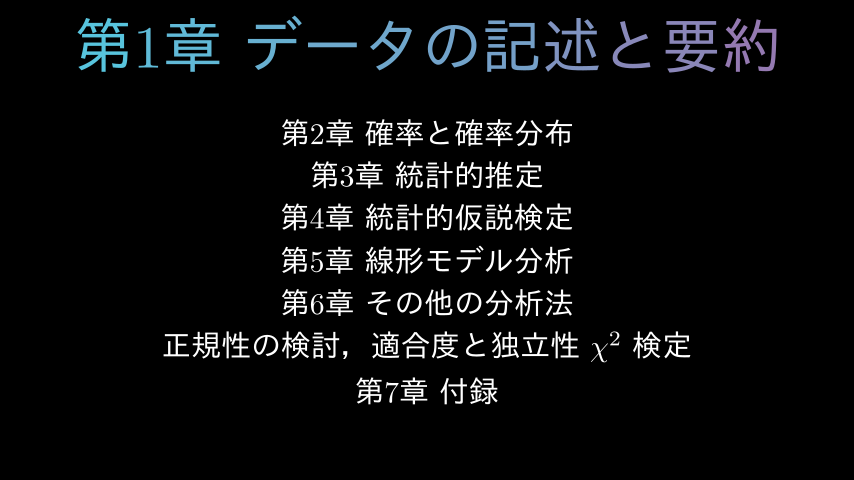 第1章 データの記述と要約
第2章 確率と確率分布
第3章 統計的推定
第4章 統計的仮説検定
第5章 線形モデル分析
第6章 その他の分析法
正規性の検討，適合度と独立性 χ² 検定
第7章 付録